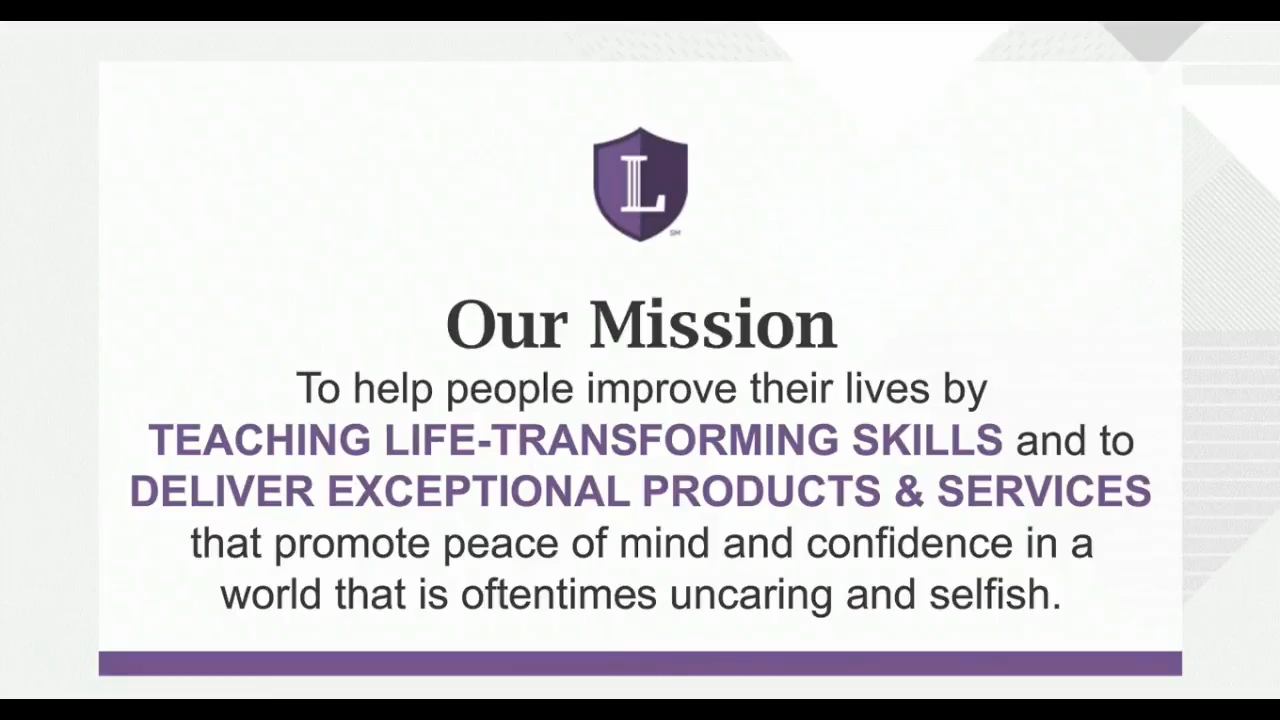 L
SM
Our Mission
To help people improve their lives by
TEACHING LIFE-TRANSFORMING SKILLS and to
DELIVER EXCEPTIONAL PRODUCTS & SERVICES
that promote peace of mind and confidence in a
world that is oftentimes uncaring and selfish.